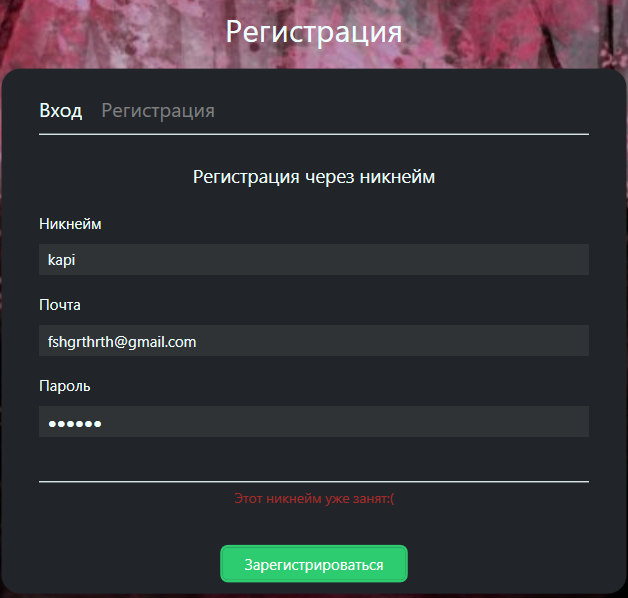 Регистрация
Вход Регистрация
Регистрация через никнейм
Никнейм
kapi
Почта
fshgrthrth@gmail.com
Пароль
●●●●●●
Этот никнейм уже занят:(
Зарегистрироваться